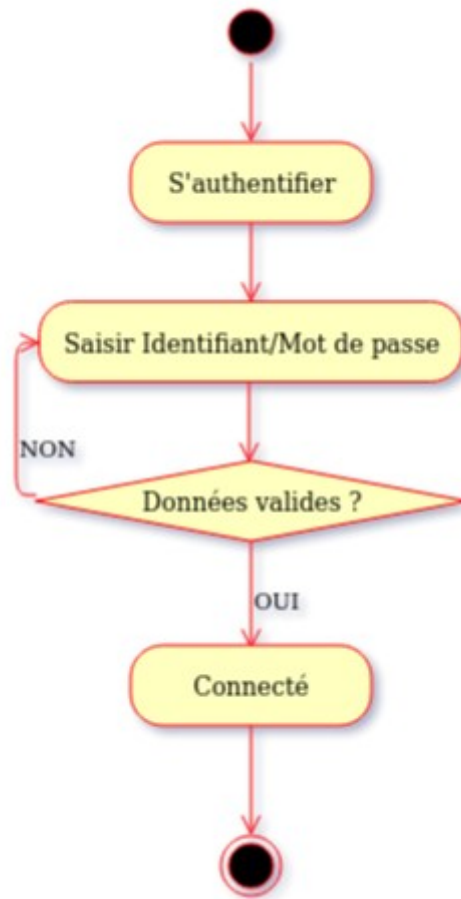 S'authentifier
Saisir Identifiant/Mot de passe
NON
Données valides ?
OUI
Connecté